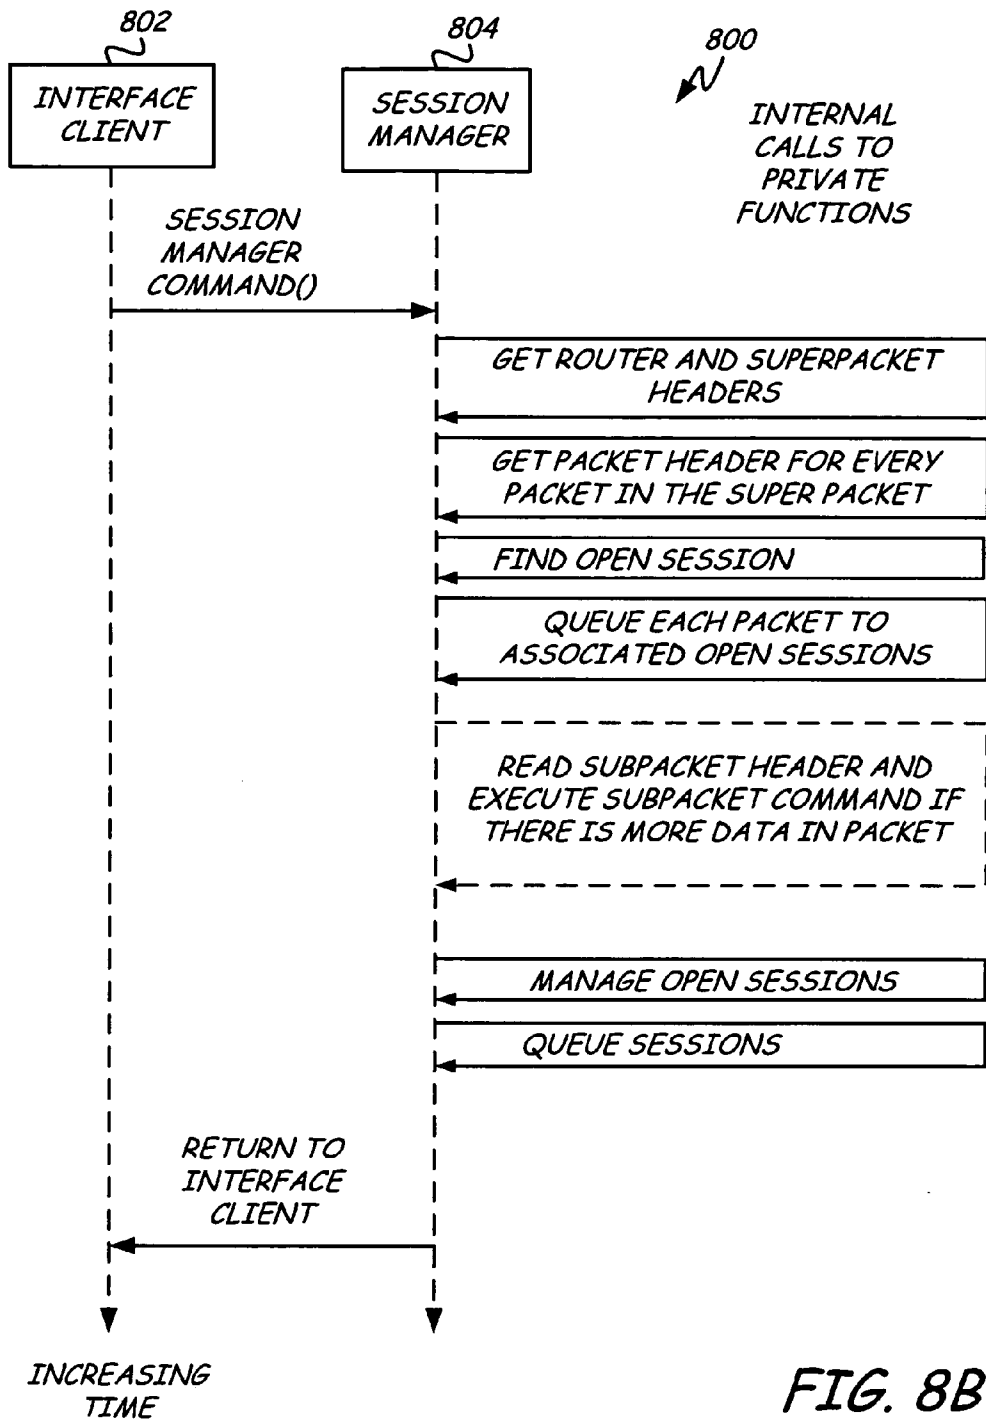 802
804
800
INTERFACE
CLIENT
SESSION
MANAGER
INTERNAL
CALLS TO
PRIVATE
FUNCTIONS
SESSION
MANAGER
COMMAND()
GET ROUTER AND SUPERPACKET
HEADERS
GET PACKET HEADER FOR EVERY
PACKET IN THE SUPER PACKET
FIND OPEN SESSION
QUEUE EACH PACKET TO
ASSOCIATED OPEN SESSIONS
READ SUBPACKET HEADER AND
EXECUTE SUBPACKET COMMAND IF
THERE IS MORE DATA IN PACKET
MANAGE OPEN SESSIONS
QUEUE SESSIONS
RETURN TO
INTERFACE
CLIENT
INCREASING
TIME
FIG. 8B